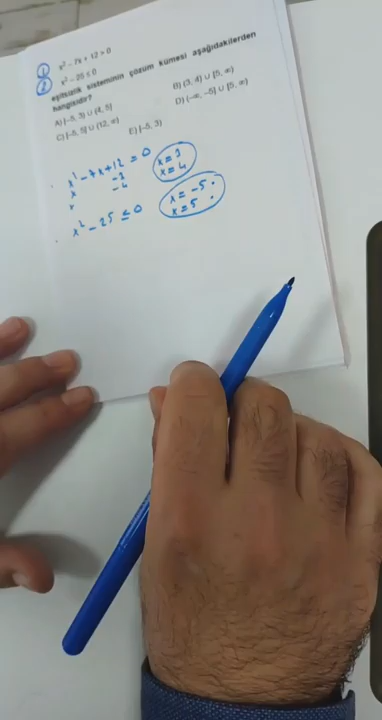 1 x² − 7x + 12 > 0
2 x² − 25 ≤ 0
eşitsizlik sisteminin çözüm kümesi aşağıdakilerden
hangisidir?
A) [−5, 3) ∪ (4, 5]
B) (3, 4) ∪ [5, ∞)
C) [−5, 5] ∪ (12, ∞)
D) (−∞, −5] ∪ [5, ∞)
E) [−5, 3)
x² − 7x + 12 = 0 x = 3
x −3 x = 4
x −4
x² − 25 ≤ 0 x = −5
x = 5